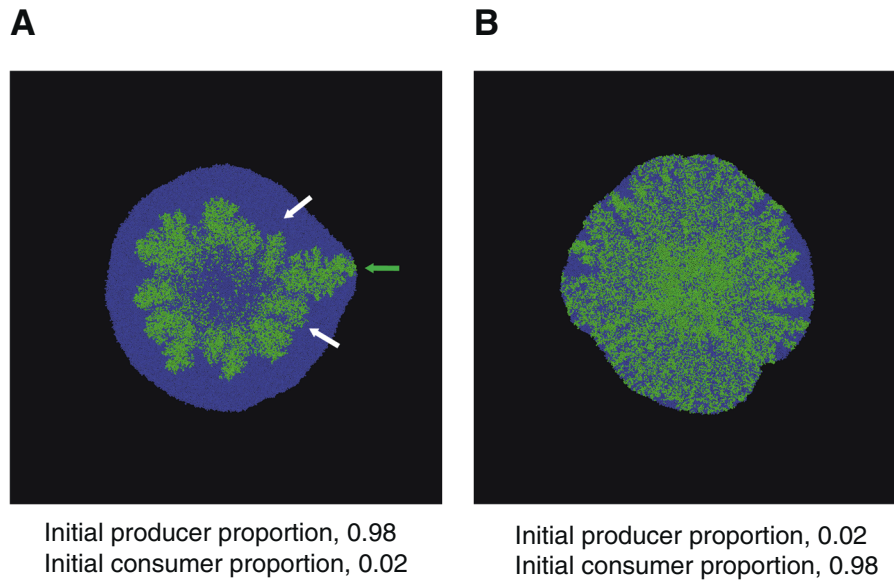 A
B
Initial producer proportion, 0.98
Initial consumer proportion, 0.02
Initial producer proportion, 0.02
Initial consumer proportion, 0.98